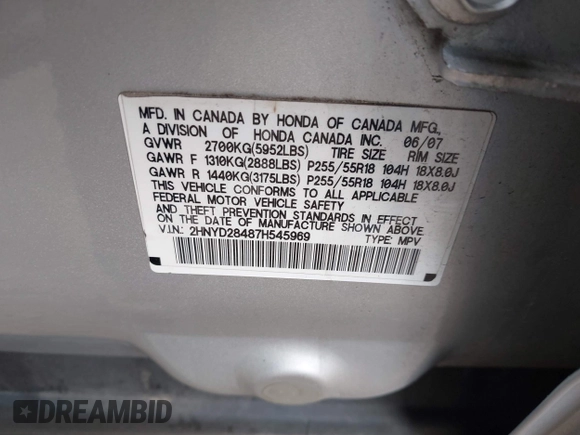 MFD. IN CANADA BY HONDA OF CANADA MFG.,
A DIVISION OF HONDA CANADA INC. 06/07
GVWR 2700KG(5952LBS) TIRE SIZE RIM SIZE
GAWR F 1310KG(2888LBS) P255/55R18 104H 18X8.0J
GAWR R 1440KG(3175LBS) P255/55R18 104H 18X8.0J
THIS VEHICLE CONFORMS TO ALL APPLICABLE
FEDERAL MOTOR VEHICLE SAFETY
AND THEFT PREVENTION STANDARDS IN EFFECT
ON THE DATE OF MANUFACTURE SHOWN ABOVE.
V.I.N.: 2HNYD28487H545969 TYPE: MPV
DREAMBID